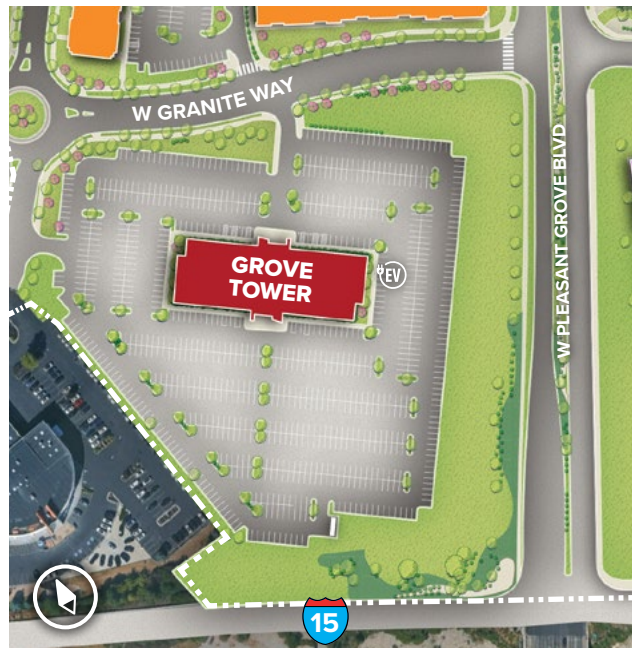 W GRANITE WAY
W PLEASANT GROVE BLVD
GROVE
TOWER
EV
15